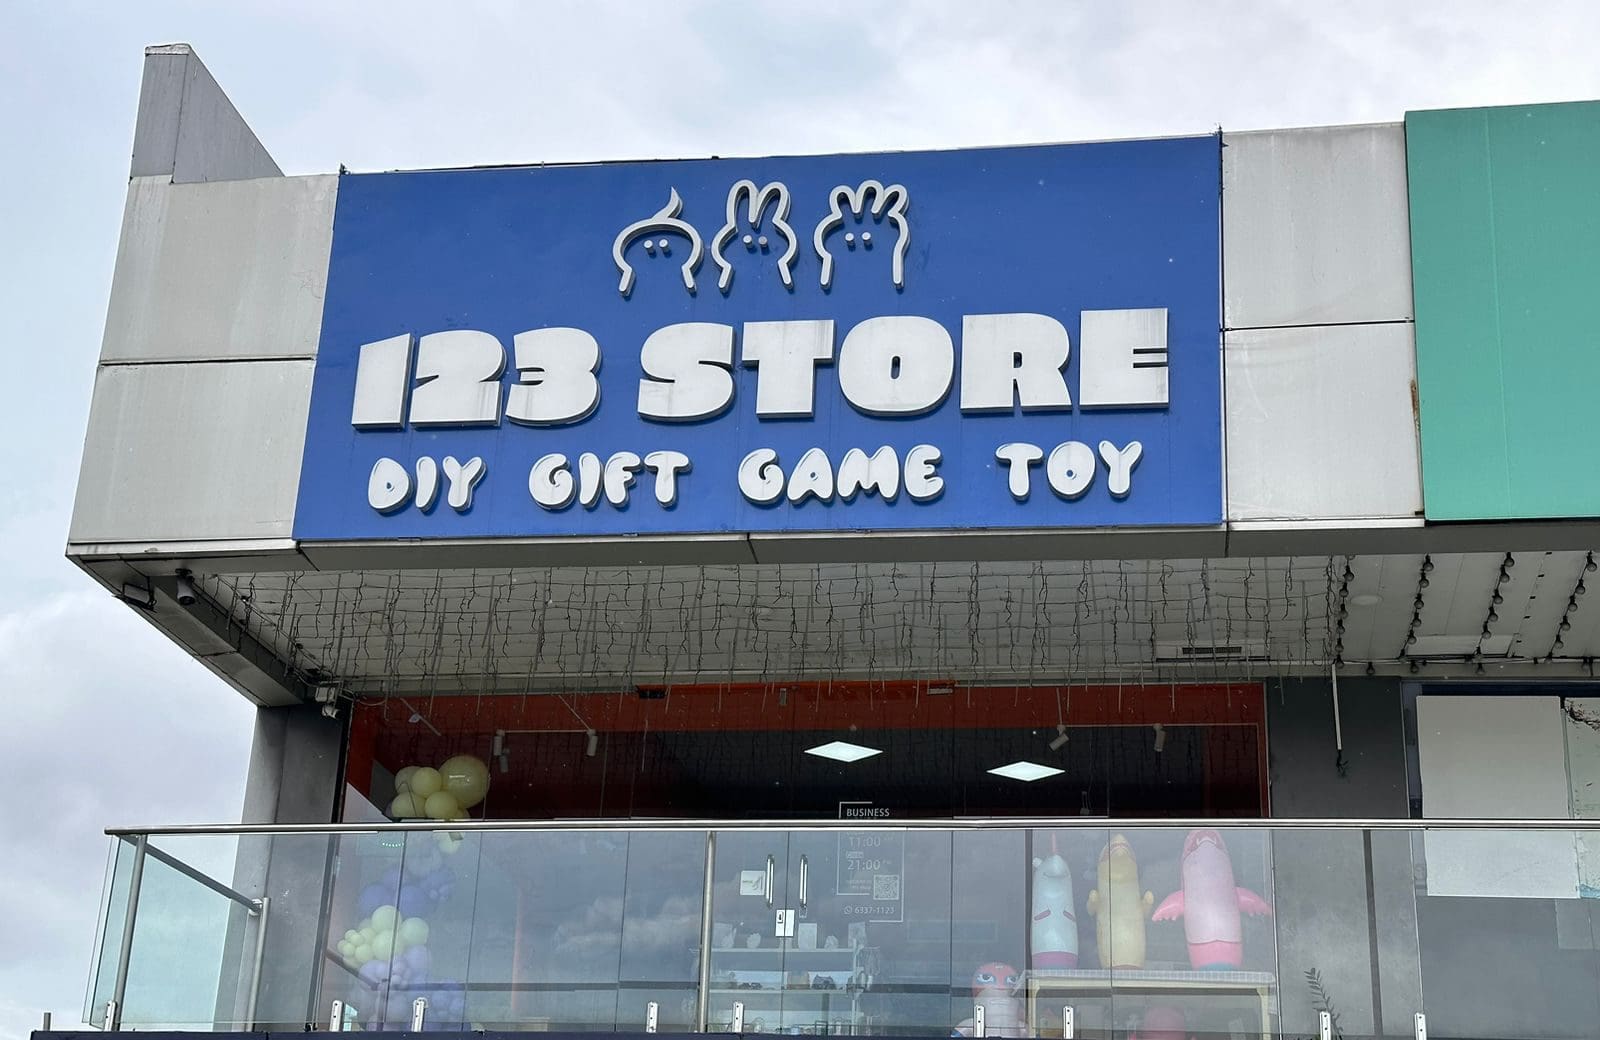 123 STORE
DIY GIFT GAME TOY
BUSINESS
11:00
21:00
6337-1123